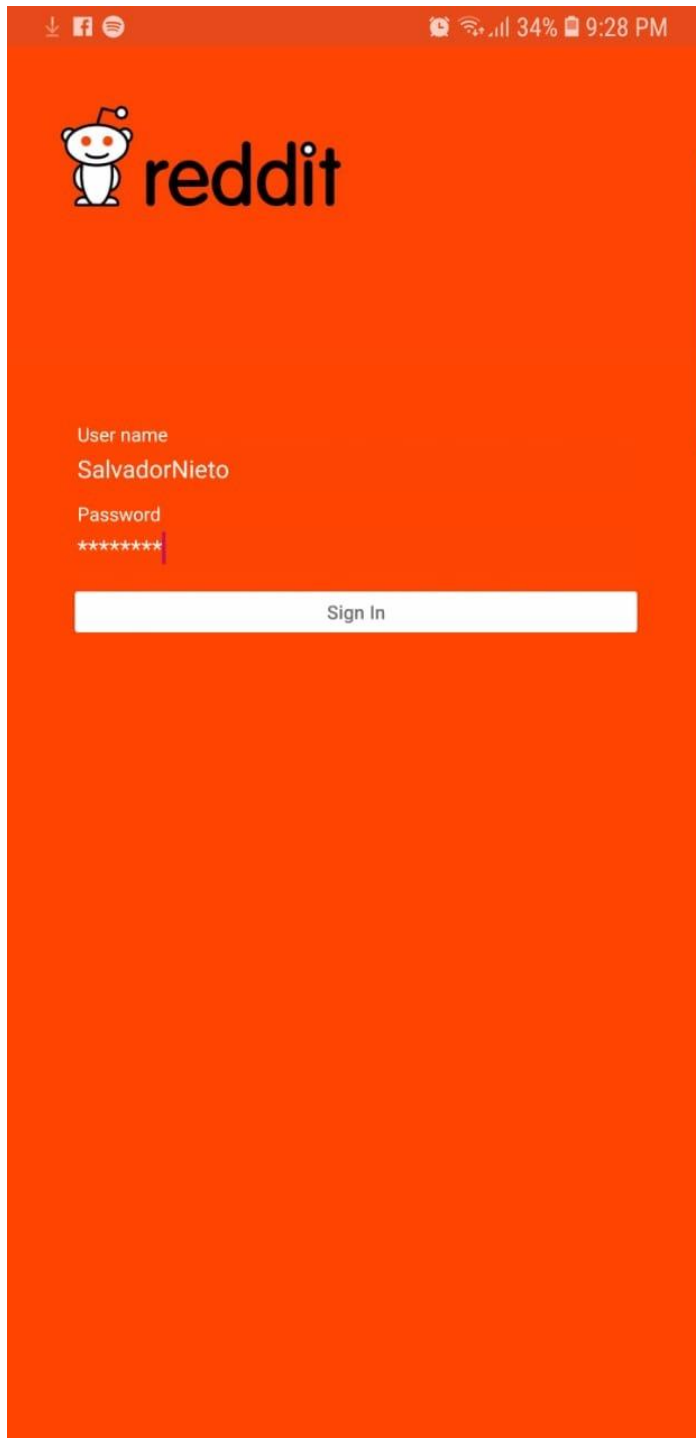 34% 9:28 PM
reddit
User name
SalvadorNieto
Password
********
Sign In